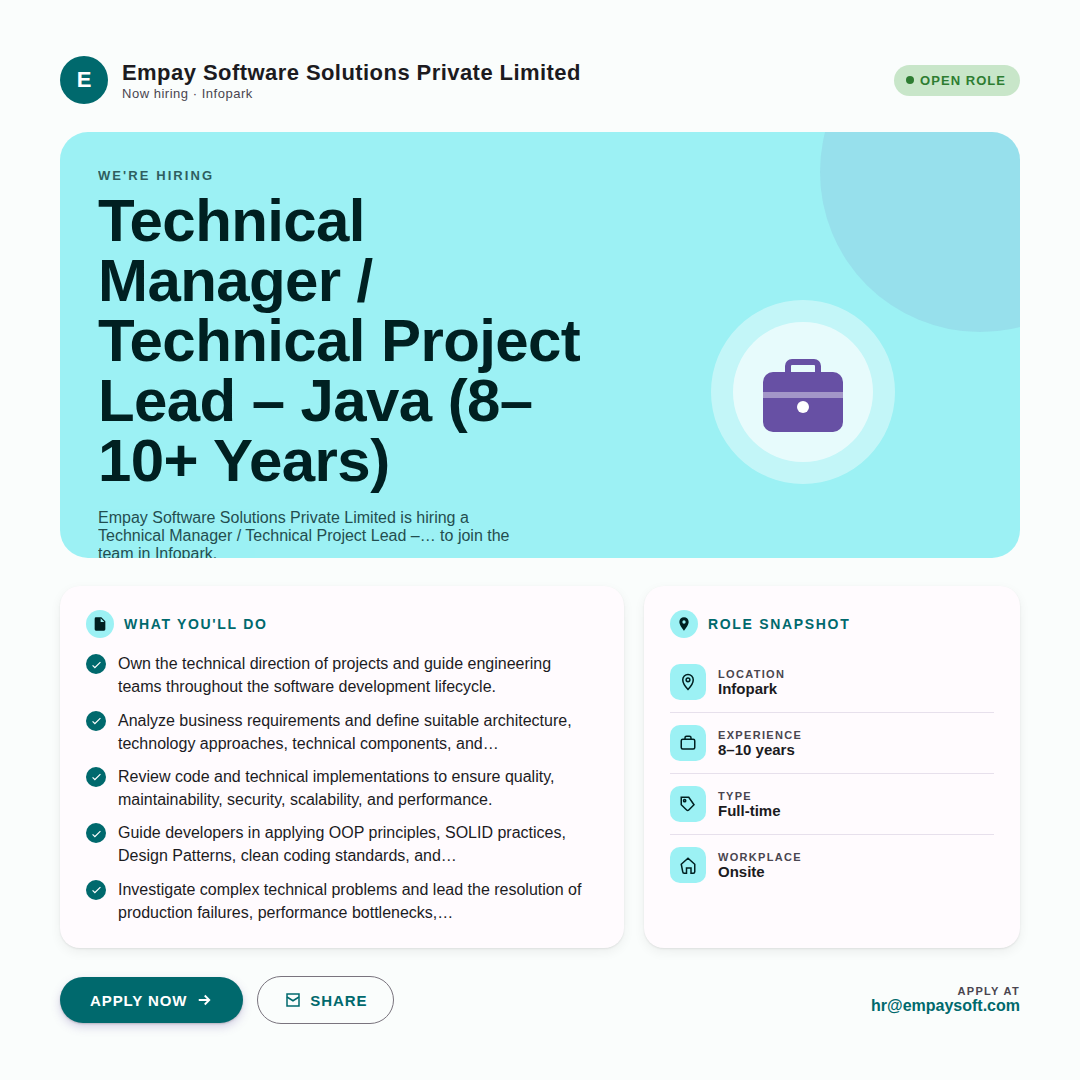 E
Empay Software Solutions Private Limited
Now hiring · Infopark
OPEN ROLE
WE'RE HIRING
Technical
Manager /
Technical Project
Lead – Java (8–
10+ Years)
Empay Software Solutions Private Limited is hiring a
Technical Manager / Technical Project Lead –… to join the
team in Infopark.
WHAT YOU'LL DO
Own the technical direction of projects and guide engineering
teams throughout the software development lifecycle.
Analyze business requirements and define suitable architecture,
technology approaches, technical components, and…
Review code and technical implementations to ensure quality,
maintainability, security, scalability, and performance.
Guide developers in applying OOP principles, SOLID practices,
Design Patterns, clean coding standards, and…
Investigate complex technical problems and lead the resolution of
production failures, performance bottlenecks,…
ROLE SNAPSHOT
LOCATION
Infopark
EXPERIENCE
8–10 years
TYPE
Full-time
WORKPLACE
Onsite
APPLY NOW
SHARE
APPLY AT
hr@empaysoft.com